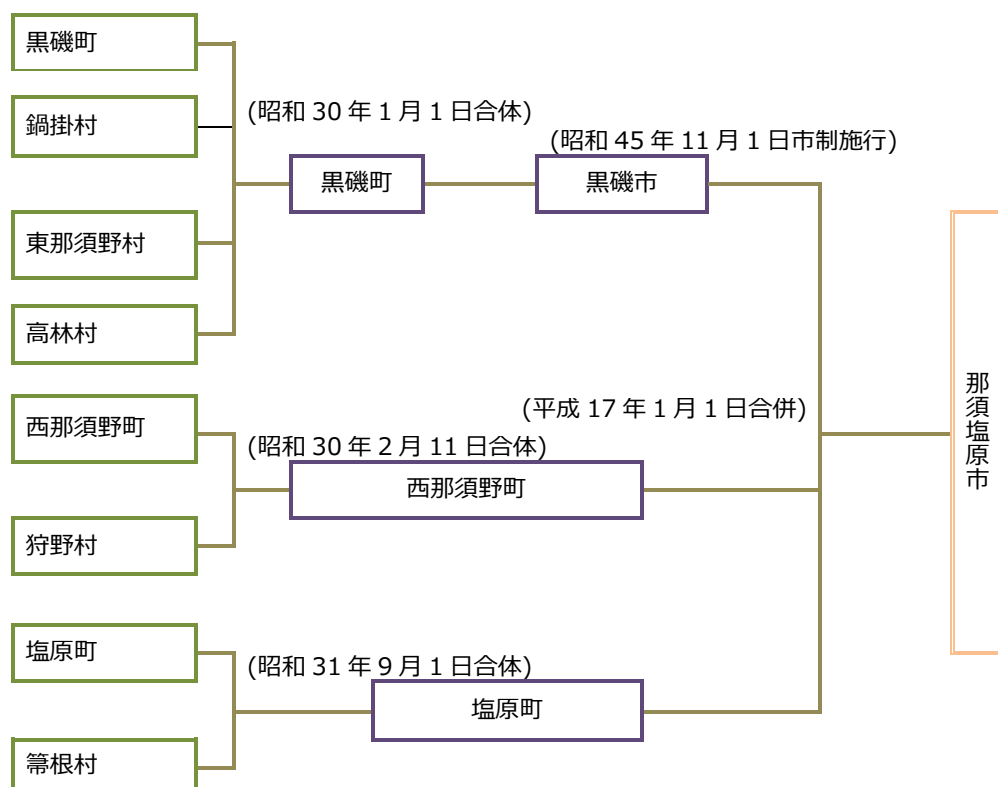 黒磯町
鍋掛村
(昭和 30 年 1 月 1 日合体)
(昭和 45 年 11 月 1 日市制施行)
黒磯町
黒磯市
東那須野村
高林村
西那須野町
(平成 17 年 1 月 1 日合併)
(昭和 30 年 2 月 11 日合体)
西那須野町
狩野村
那須塩原市
塩原町
(昭和 31 年 9 月 1 日合体)
塩原町
箒根村